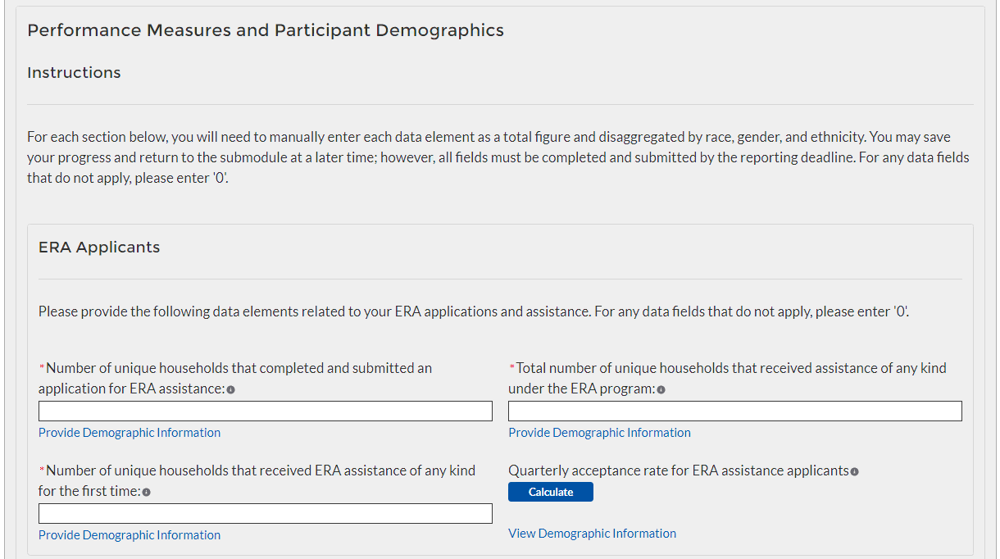 Performance Measures and Participant Demographics
Instructions
For each section below, you will need to manually enter each data element as a total figure and disaggregated by race, gender, and ethnicity. You may save
your progress and return to the submodule at a later time; however, all fields must be completed and submitted by the reporting deadline. For any data fields
that do not apply, please enter '0'.
ERA Applicants
Please provide the following data elements related to your ERA applications and assistance. For any data fields that do not apply, please enter '0'.
*Number of unique households that completed and submitted an
application for ERA assistance:
Provide Demographic Information
*Total number of unique households that received assistance of any kind
under the ERA program:
Provide Demographic Information
*Number of unique households that received ERA assistance of any kind
for the first time:
Provide Demographic Information
Quarterly acceptance rate for ERA assistance applicants
Calculate
View Demographic Information